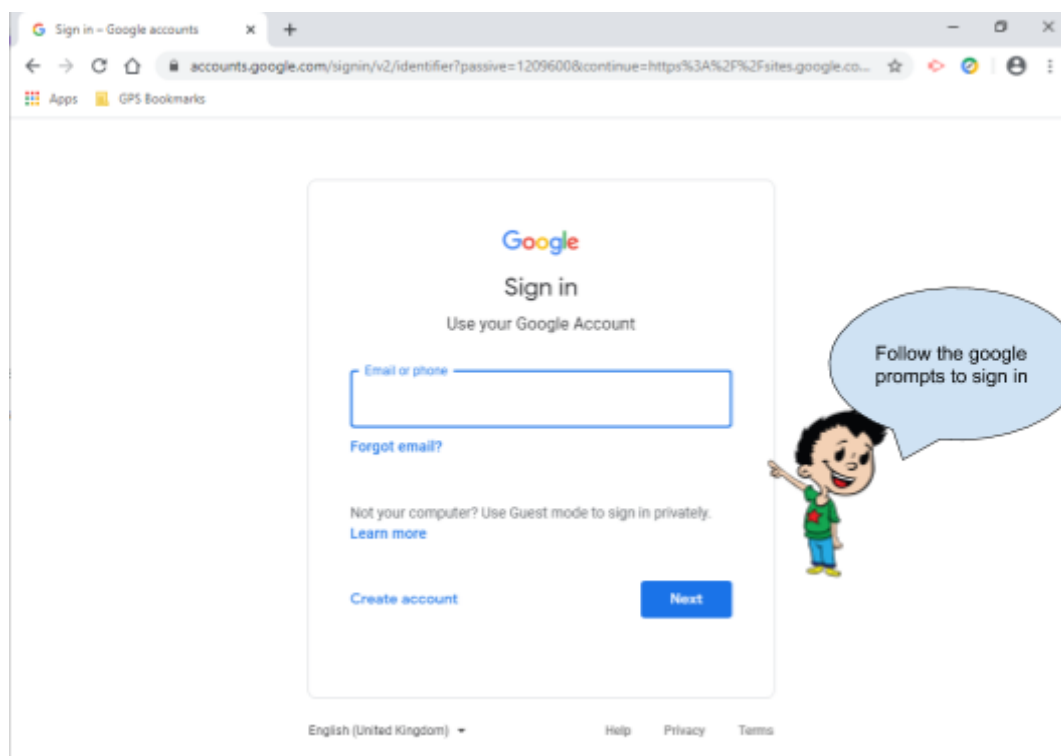 Sign in – Google accounts
accounts.google.com/signin/v2/identifier?passive=1209600&continue=https%3A%2F%2Fsites.google.co...
Apps GPS Bookmarks
Google
Sign in
Use your Google Account
Email or phone
Forgot email?
Follow the google
prompts to sign in
Not your computer? Use Guest mode to sign in privately.
Learn more
Create account Next
English (United Kingdom) Help Privacy Terms